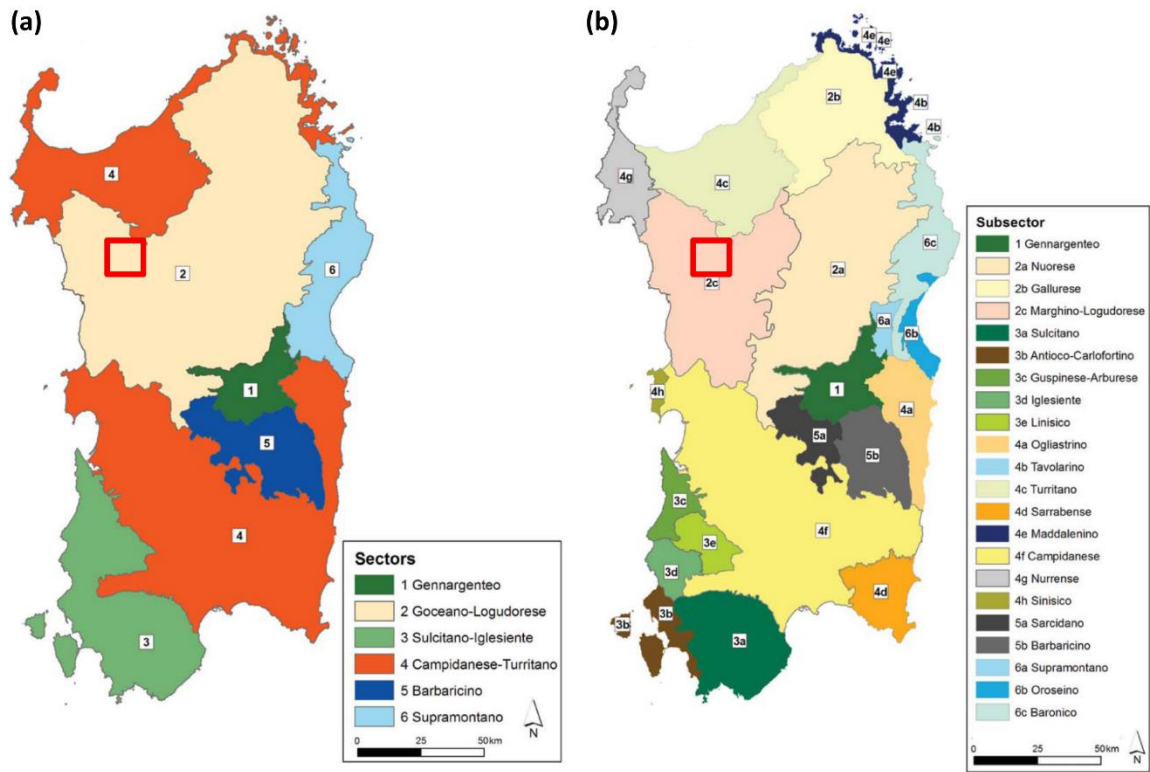 (a)
4
2
6
1
5
4
3
Sectors
1 Gennargenteo
2 Goceano-Logudorese
3 Sulcitano-Iglesiente
4 Campidanese-Turritano
5 Barbaricino
6 Supramontano
0 25 50km
N
(b)
4e
4e
4e
2b
4b
4b
4g
4c
6c
2a
2c
6a
6b
1
4h
4a
5a
5b
3c
4f
3e
3d
4d
3b
3b
3a
Subsector
1 Gennargenteo
2a Nuorese
2b Gallurese
2c Marghino-Logudorese
3a Sulcitano
3b Antioco-Carlofortino
3c Guspinese-Arburese
3d Iglesiente
3e Linisico
4a Ogliastrino
4b Tavolarino
4c Turritano
4d Sarrabense
4e Maddalenino
4f Campidanese
4g Nurrense
4h Sinisico
5a Sarcidano
5b Barbaricino
6a Supramontano
6b Oroseino
6c Baronico
0 25 50km
N